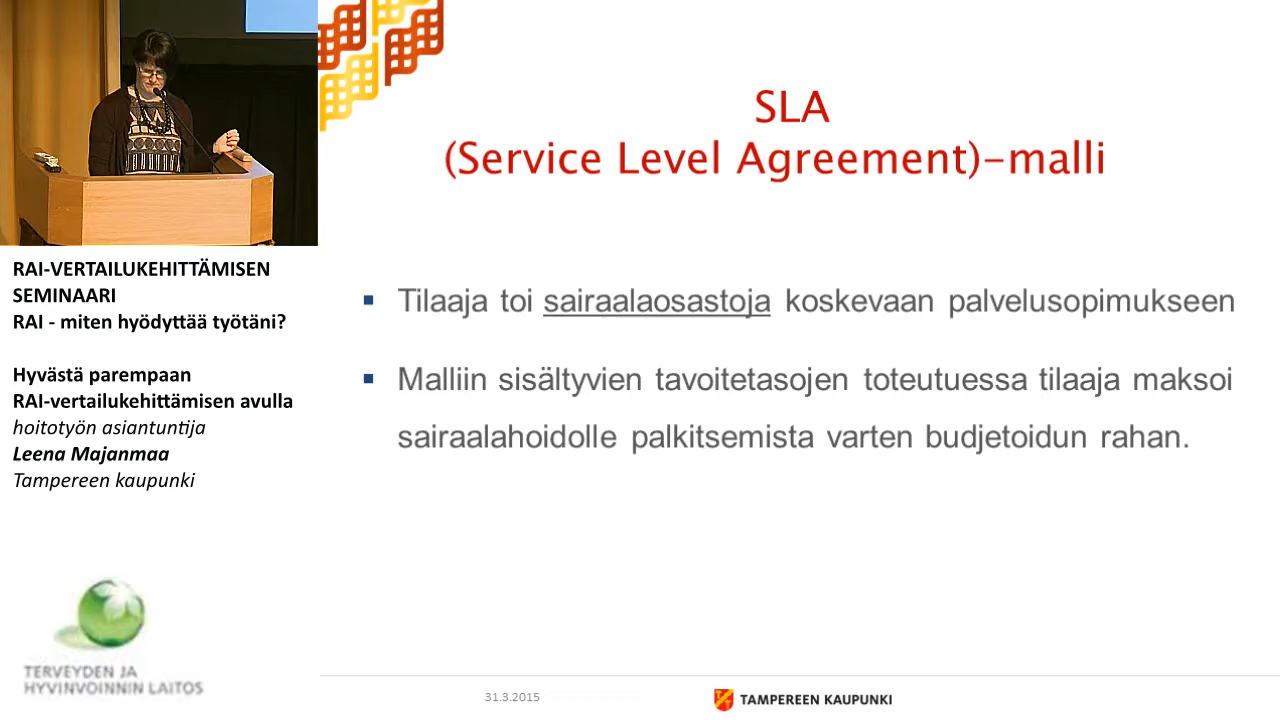 SLA
(Service Level Agreement)-malli
Tilaaja toi sairaalaosastoja koskevaan palvelusopimukseen
Malliin sisältyvien tavoitetasojen toteutuessa tilaaja maksoi
sairaalahoidolle palkitsemista varten budjetoidun rahan.
RAI-VERTAILUKEHITTÄMISEN
SEMINAARI
RAI - miten hyödyttää työtäni?
Hyvästä parempaan
RAI-vertailukehittämisen avulla
hoitotyön asiantuntija
Leena Majanmaa
Tampereen kaupunki
TERVEYDEN JA
HYVINVOINNIN LAITOS
31.3.2015
TAMPEREEN KAUPUNKI